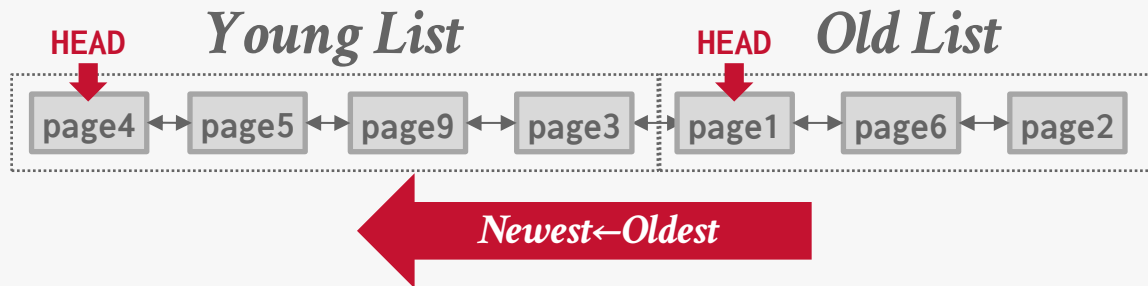 Young List
Old List
HEAD
HEAD
page4
page5
page9
page3
page1
page6
page2
Newest←Oldest